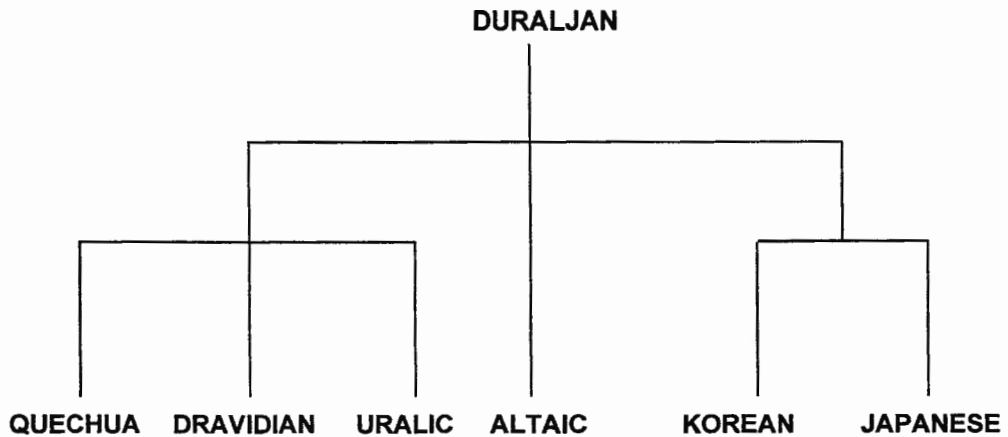 DURALJAN
QUECHUA DRAVIDIAN URALIC ALTAIC KOREAN JAPANESE